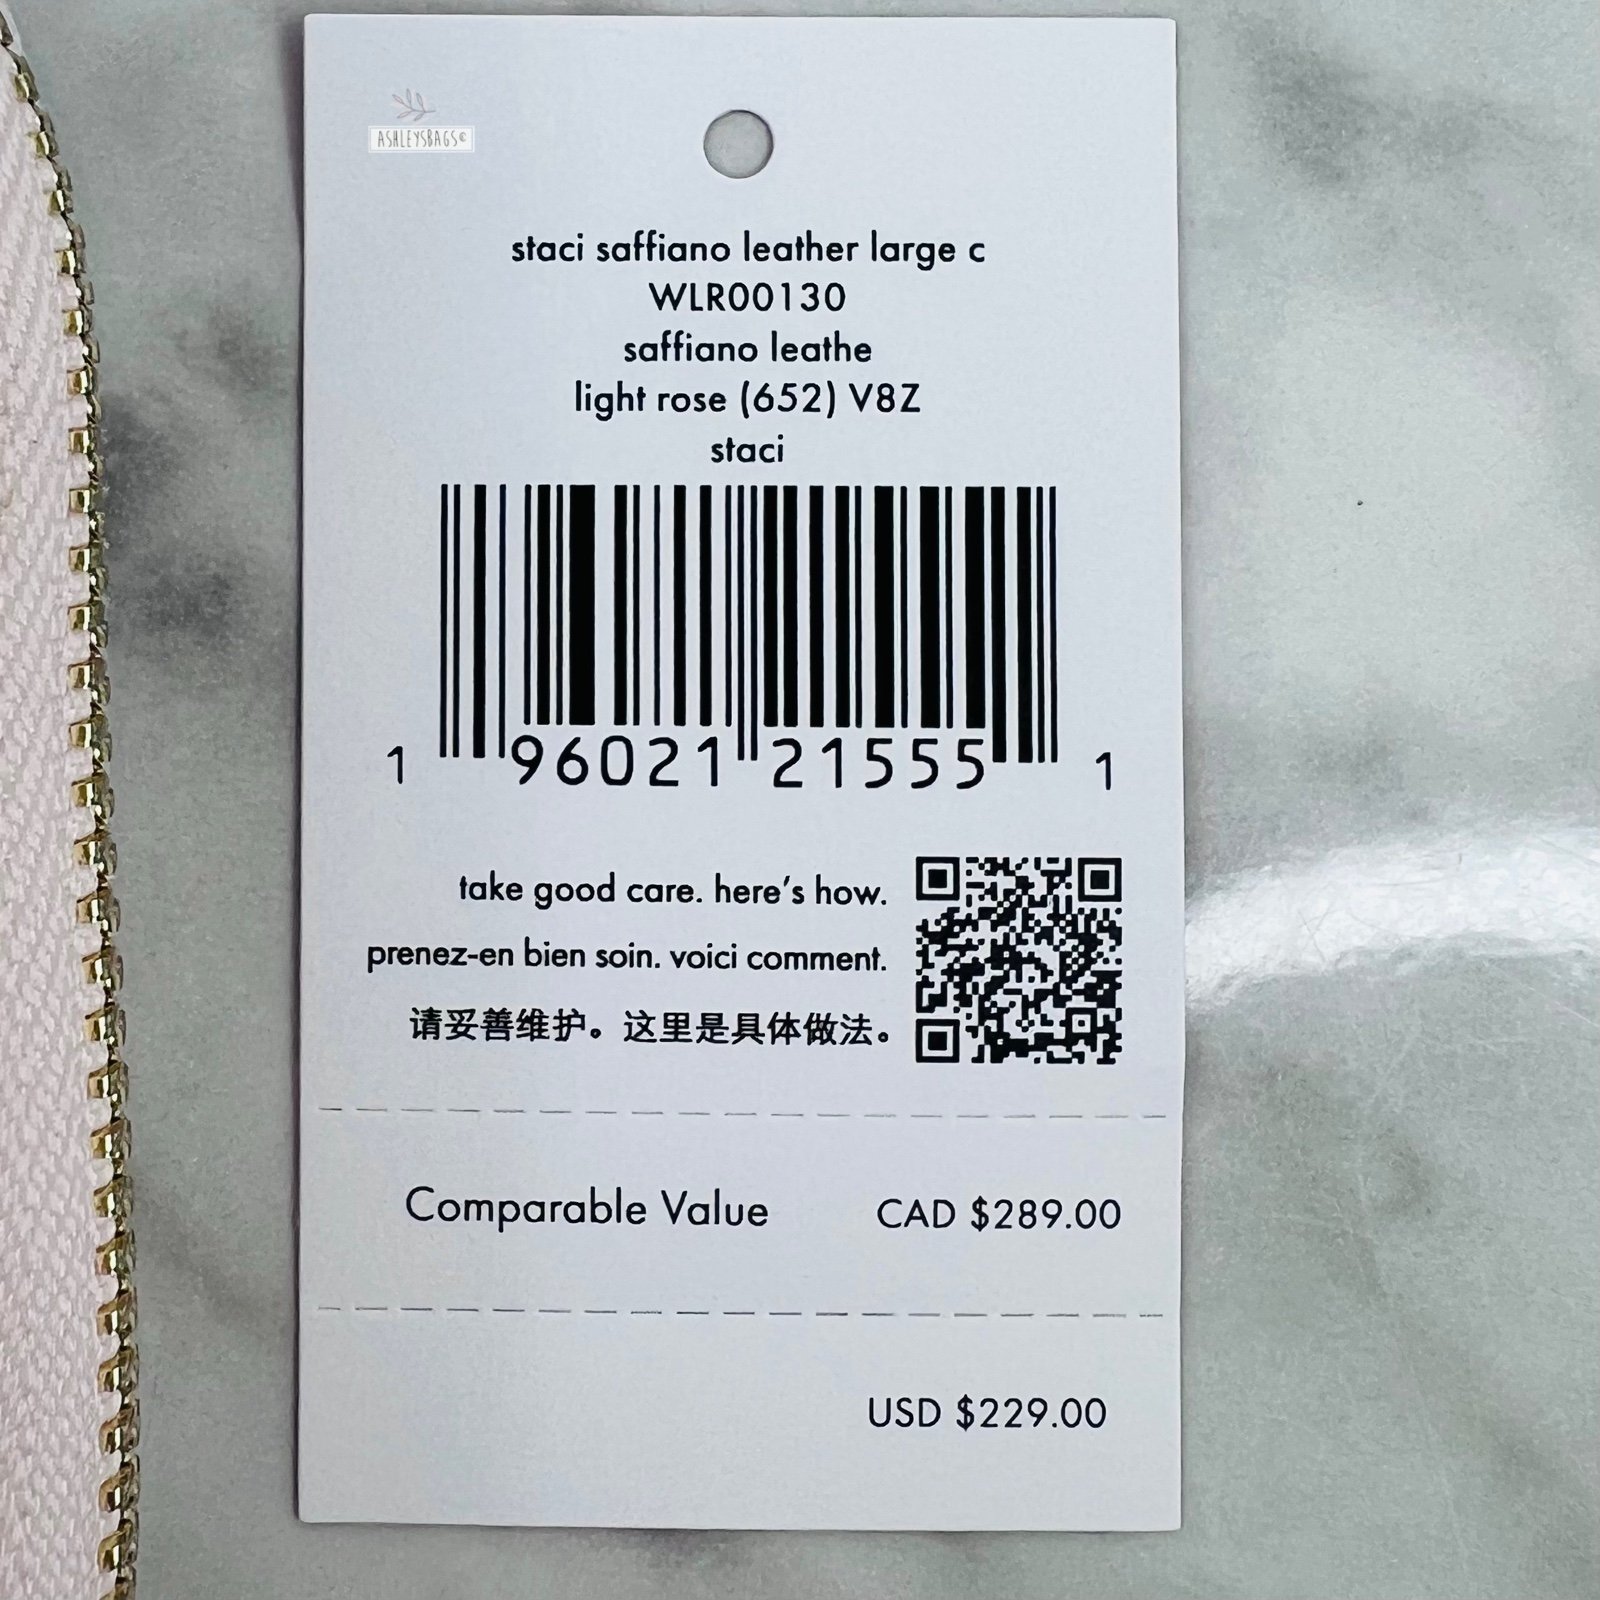 ASHLEYSBAGS©
staci saffiano leather large c
WLR00130
saffiano leathe
light rose (652) V8Z
staci
1 96021 21555 1
take good care. here's how.
prenez-en bien soin. voici comment.
请妥善维护。这里是具体做法。
Comparable Value CAD $289.00
USD $229.00